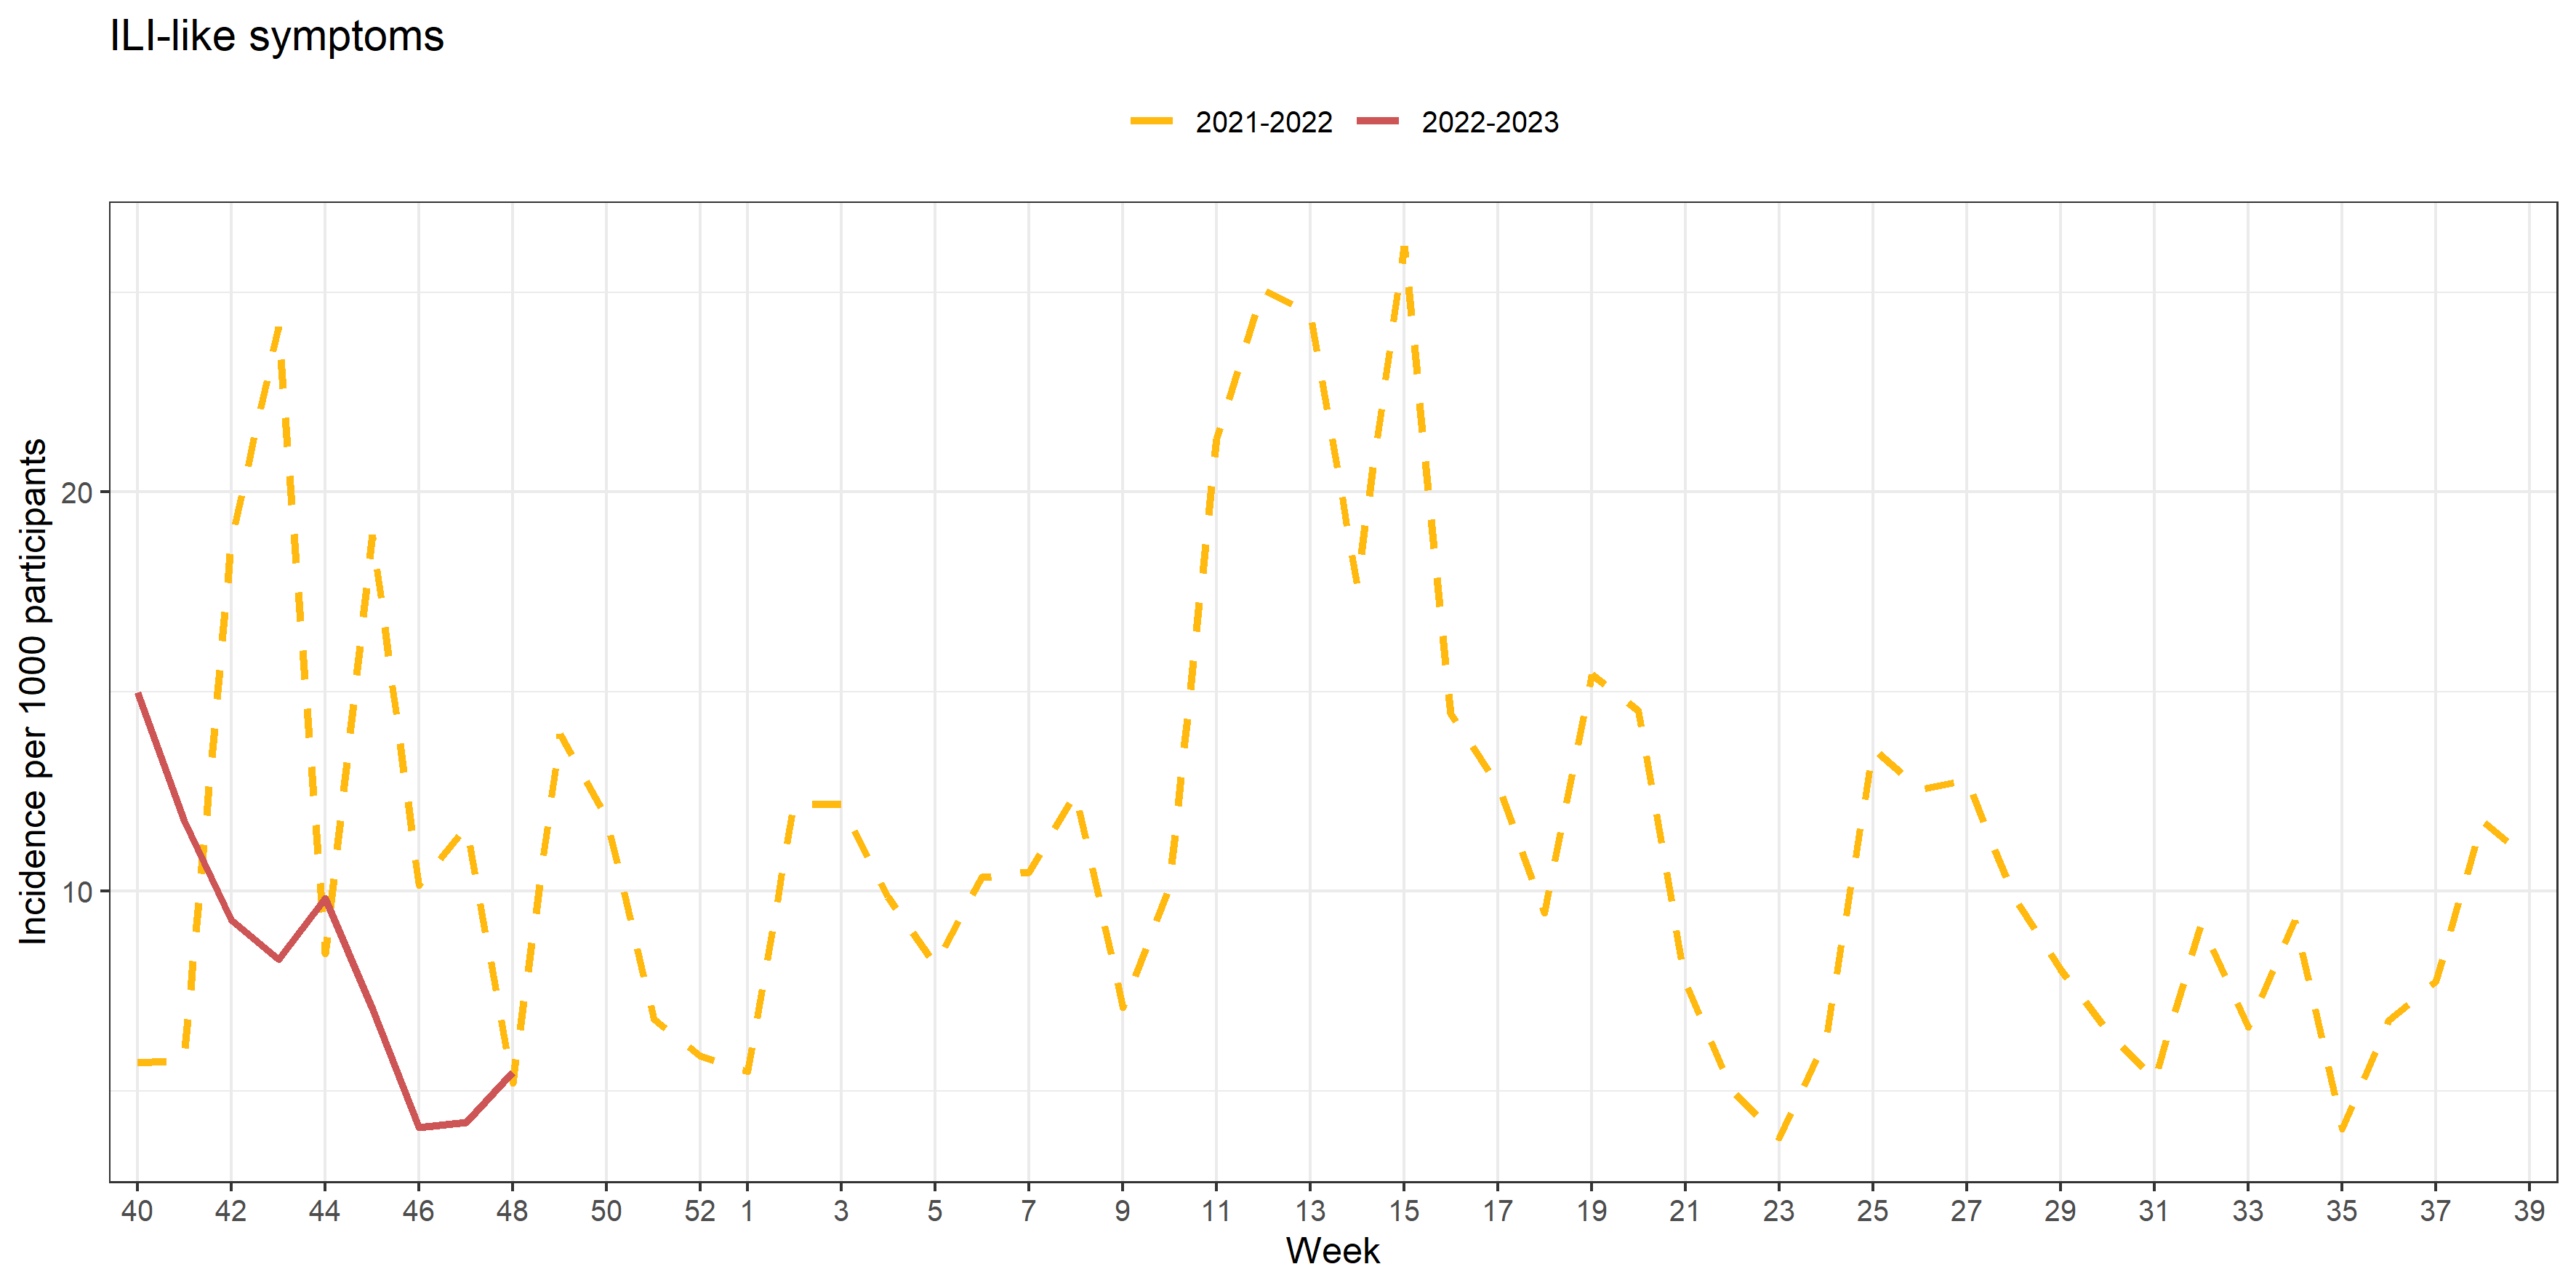 ILI-like symptoms
2021-2022 2022-2023
Incidence per 1000 participants
20
10
40 42 44 46 48 50 52 1 3 5 7 9 11 13 15 17 19 21 23 25 27 29 31 33 35 37 39
Week